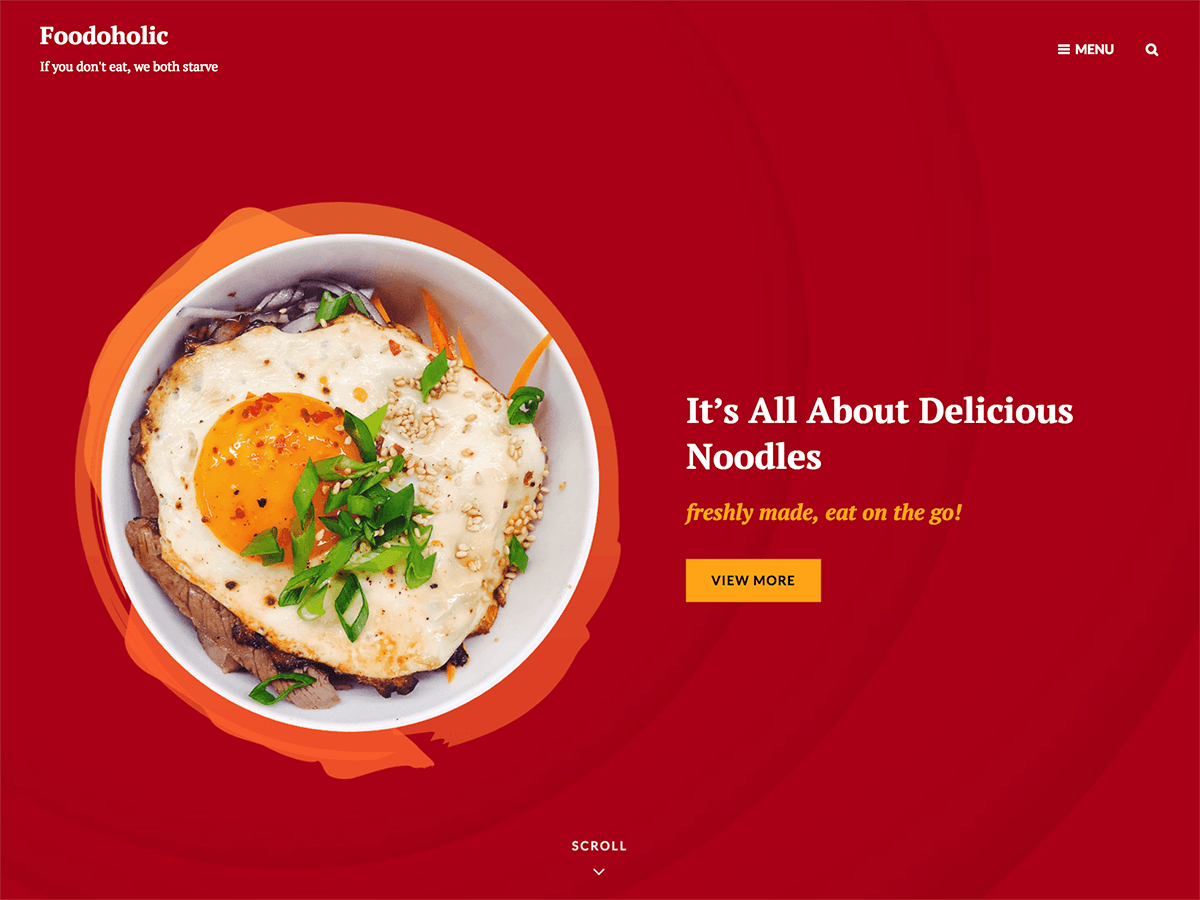 Foodoholic
If you don't eat, we both starve
MENU
It’s All About Delicious
Noodles
freshly made, eat on the go!
VIEW MORE
SCROLL